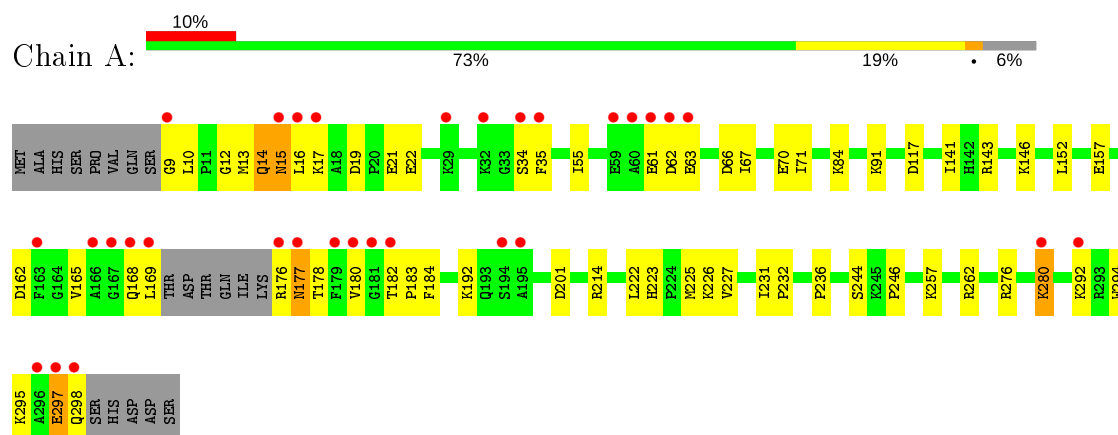 10%
Chain A:
73% 19% • 6%
MET ALA HIS SER PRO VAL GLN SER G9 L10 P11 G12 M13 Q14 N15 L16 K17 A18 D19 P20 E21 E22 K29 K32 G33 S34 F35 I55 E59 A60 E61 D62 E63 D66 I67 E70 I71 K84 K91 D117 I141 H142 R143 K146 L152 E157
D162 F163 G164 V165 A166 G167 Q168 L169 THR ASP THR GLN ILE LYS R176 N177 T178 F179 V180 G181 T182 P183 F184 K192 Q193 S194 A195 D201 R214 L222 H223 P224 M225 K226 V227 I231 P232 P236 S244 K245 P246 K257 R262 R276 K280 K292 R293
K295 A296 E297 Q298 SER HIS ASP ASP SER